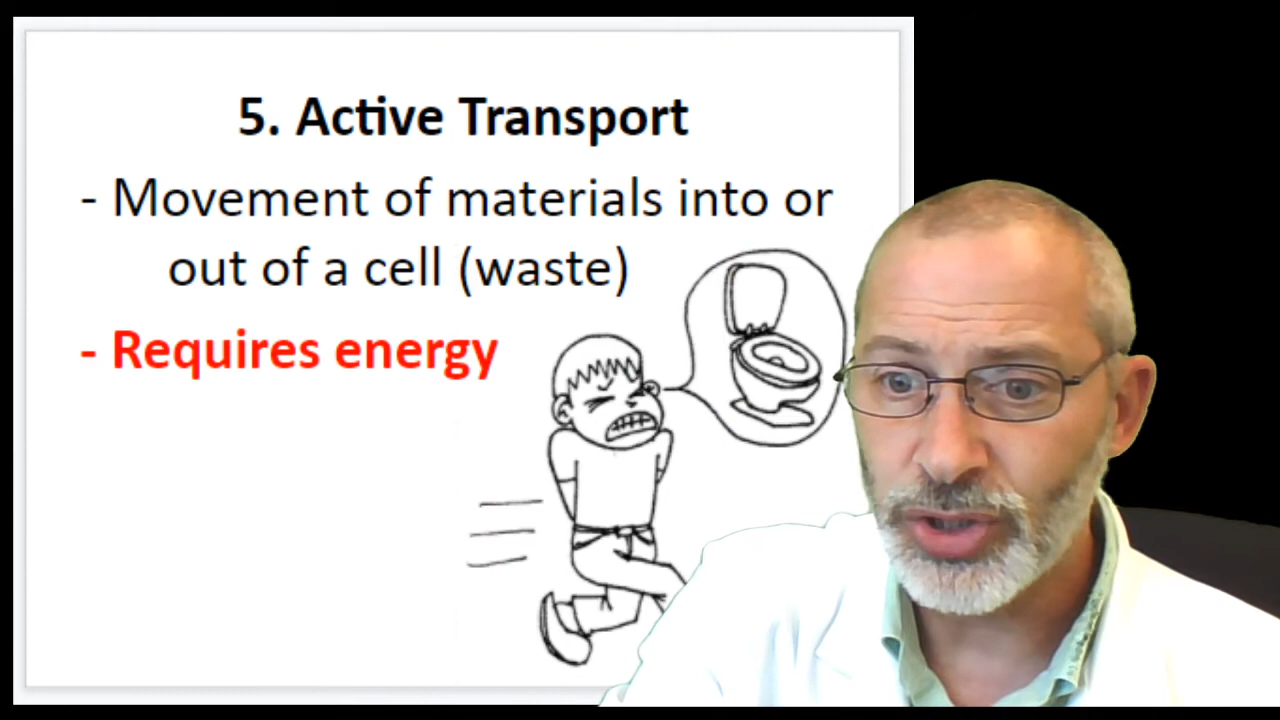 5. Active Transport
- Movement of materials into or
out of a cell (waste)
- Requires energy